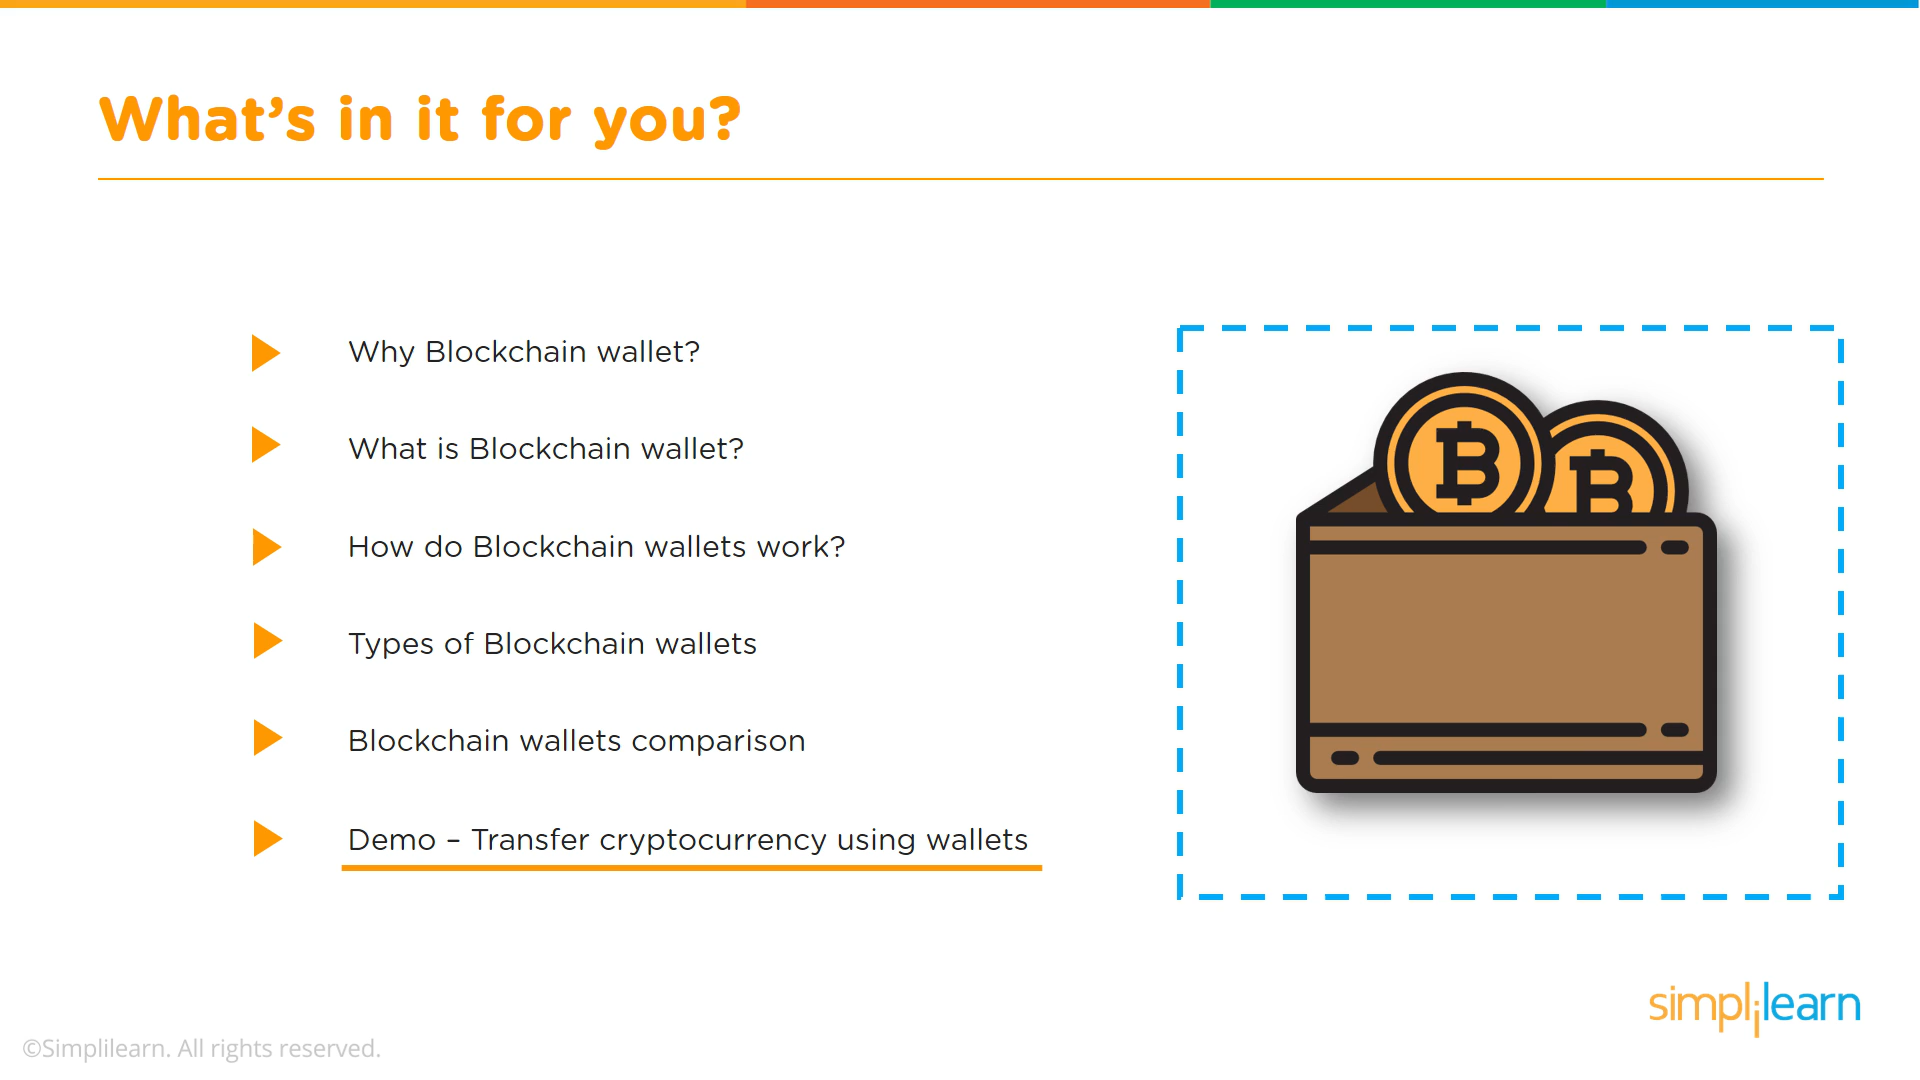 What’s in it for you?
Why Blockchain wallet?
What is Blockchain wallet?
How do Blockchain wallets work?
Types of Blockchain wallets
Blockchain wallets comparison
Demo – Transfer cryptocurrency using wallets
simplilearn
©Simplilearn. All rights reserved.